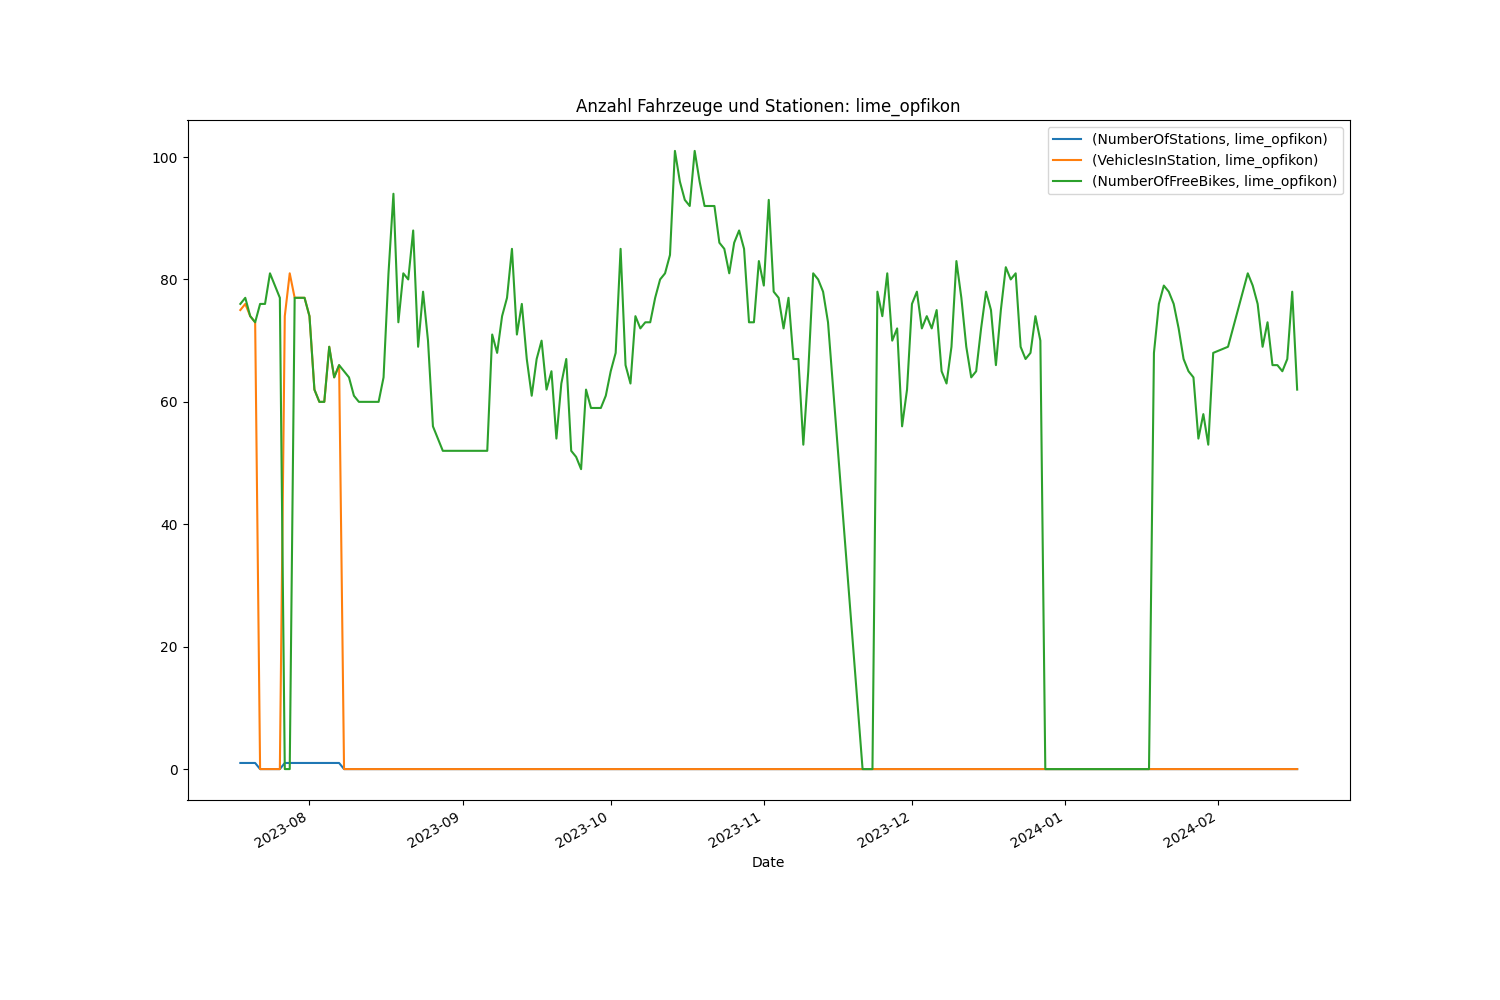 Anzahl Fahrzeuge und Stationen: lime_opfikon
(NumberOfStations, lime_opfikon)
(VehiclesInStation, lime_opfikon)
(NumberOfFreeBikes, lime_opfikon)
100
80
60
40
20
0
2023-08
2023-09
2023-10
2023-11
2023-12
2024-01
2024-02
Date